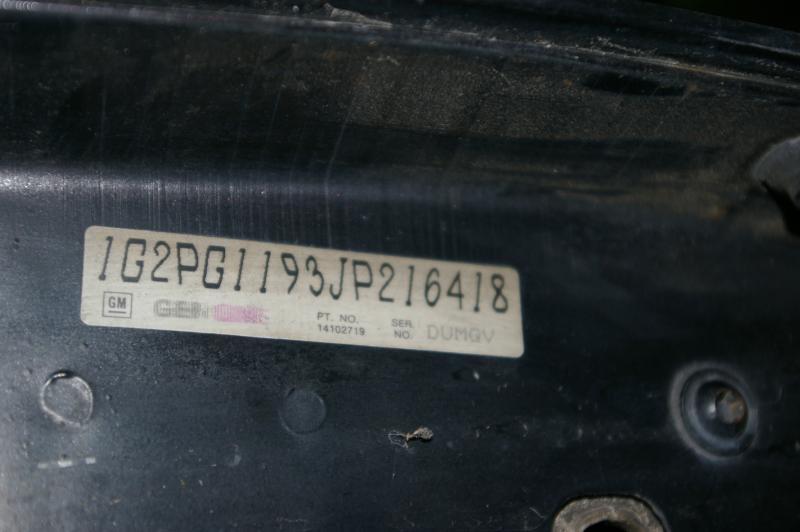 1G2PG1193JP216418
GM
PT. NO.
14102719
SER.
NO. DUMGV